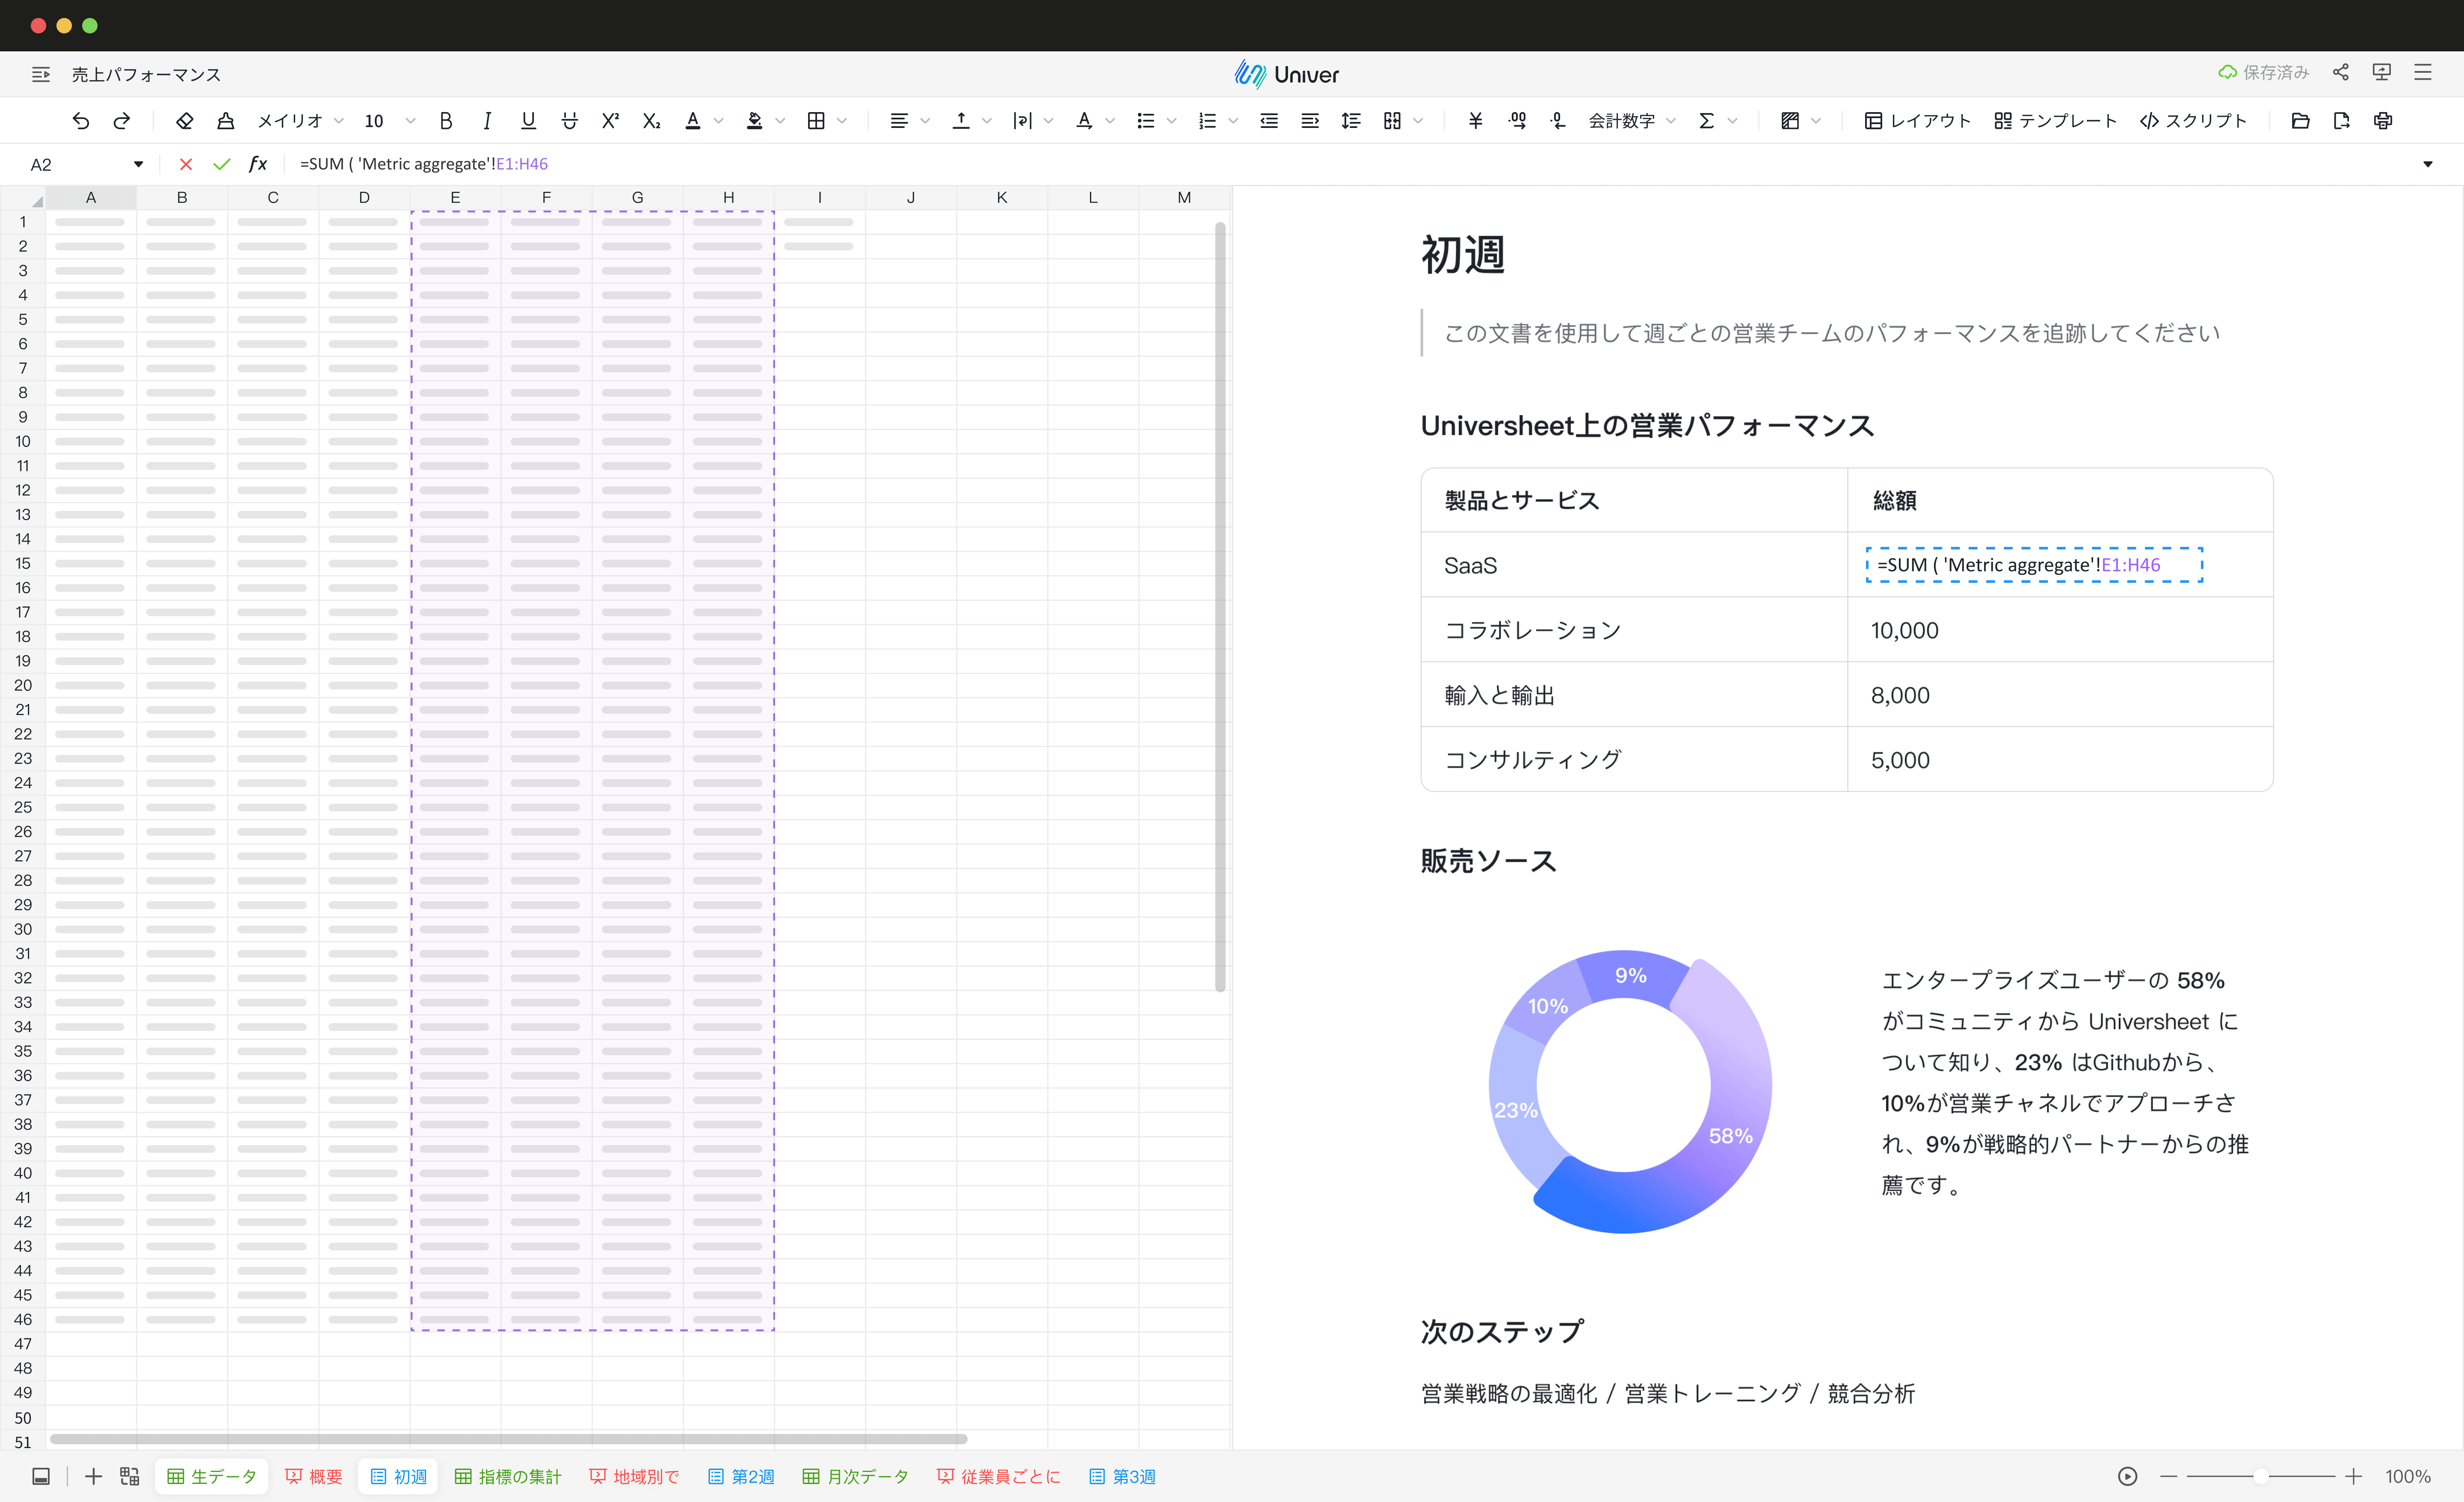 売上パフォーマンス
Univer
保存済み
メイリオ 10 B I U X² X₂ A A ¥ .00 .0 会計数字 Σ レイアウト テンプレート スクリプト
A2 fx =SUM ( 'Metric aggregate'!E1:H46
A B C D E F G H I J K L M
1
2
3
4
5
6
7
8
9
10
11
12
13
14
15
16
17
18
19
20
21
22
23
24
25
26
27
28
29
30
31
32
33
34
35
36
37
38
39
40
41
42
43
44
45
46
47
48
49
50
51
初週
この文書を使用して週ごとの営業チームのパフォーマンスを追跡してください
Universheet上の営業パフォーマンス
製品とサービス 総額
SaaS =SUM ( 'Metric aggregate'!E1:H46
コラボレーション 10,000
輸入と輸出 8,000
コンサルティング 5,000
販売ソース
9%
10%
23%
58%
エンタープライズユーザーの 58%
がコミュニティから Universheet に
ついて知り、23% はGithubから、
10%が営業チャネルでアプローチさ
れ、9%が戦略的パートナーからの推
薦です。
次のステップ
営業戦略の最適化 / 営業トレーニング / 競合分析
生データ 概要 初週 指標の集計 地域別で 第2週 月次データ 従業員ごとに 第3週 100%